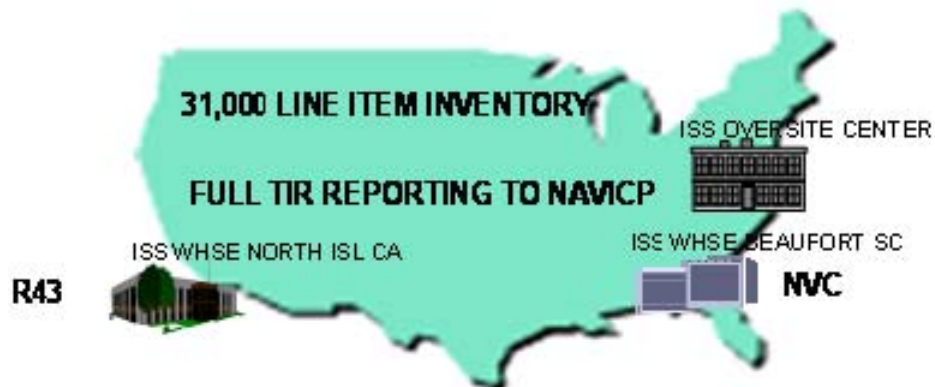 31,000 LINE ITEM INVENTORY
ISS OVERSITE CENTER
FULL TIR REPORTING TO NAVICP
ISS WHSE NORTH ISL CA
ISS WHSE BEAUFORT SC
R43
NVC